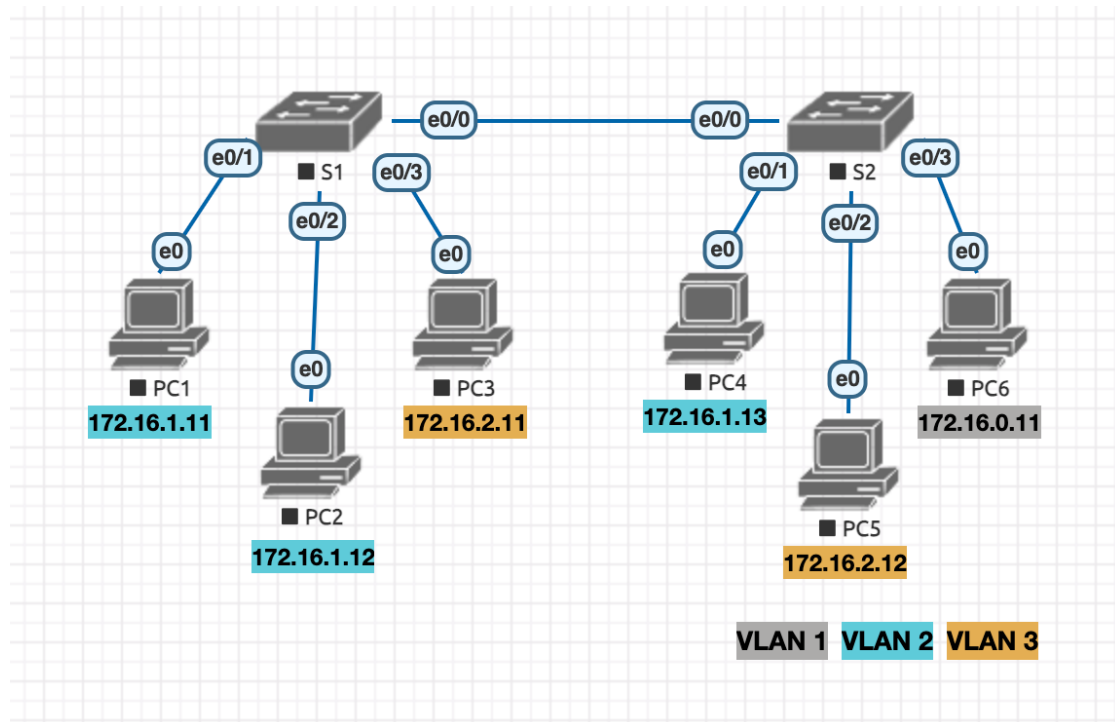 e0/0 e0/0
e0/1 S1 e0/3 e0/1 S2 e0/3
e0/2 e0/2
e0 e0 e0 e0
e0 e0
PC1 PC3 PC4 PC6
172.16.1.11 172.16.2.11 172.16.1.13 172.16.0.11
PC2 PC5
172.16.1.12 172.16.2.12
VLAN 1 VLAN 2 VLAN 3